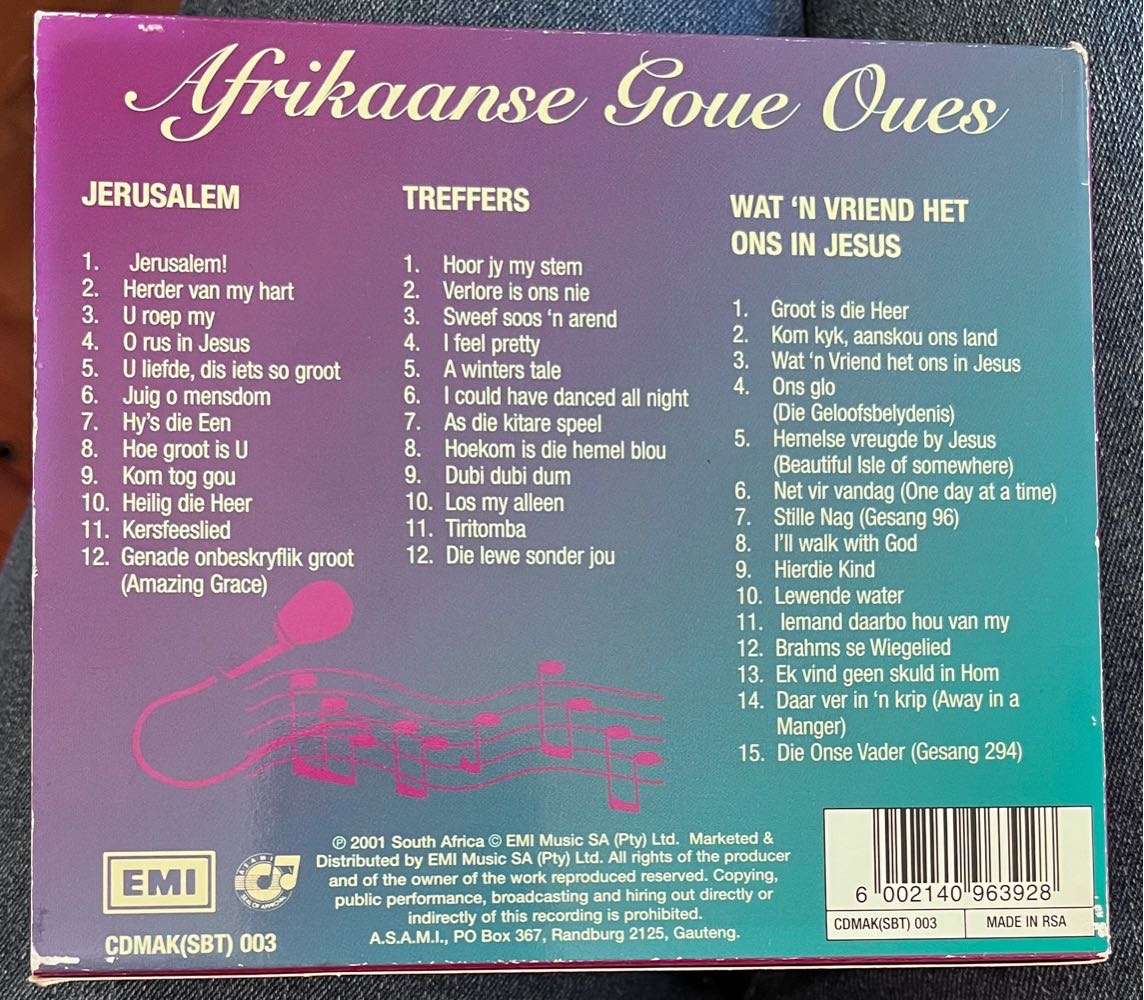 Afrikaanse Goue Oues
JERUSALEM
1. Jerusalem!
2. Herder van my hart
3. U roep my
4. O rus in Jesus
5. U liefde, dis iets so groot
6. Juig o mensdom
7. Hy's die Een
8. Hoe groot is U
9. Kom tog gou
10. Heilig die Heer
11. Kersfeeslied
12. Genade onbeskryflik groot
(Amazing Grace)
TREFFERS
1. Hoor jy my stem
2. Verlore is ons nie
3. Sweef soos ‘n arend
4. I feel pretty
5. A winters tale
6. I could have danced all night
7. As die kitare speel
8. Hoekom is die hemel blou
9. Dubi dubi dum
10. Los my alleen
11. Tiritomba
12. Die lewe sonder jou
WAT ‘N VRIEND HET
ONS IN JESUS
1. Groot is die Heer
2. Kom kyk, aanskou ons land
3. Wat ‘n Vriend het ons in Jesus
4. Ons glo
(Die Geloofsbelydenis)
5. Hemelse vreugde by Jesus
(Beautiful Isle of somewhere)
6. Net vir vandag (One day at a time)
7. Stille Nag (Gesang 96)
8. I'll walk with God
9. Hierdie Kind
10. Lewende water
11. Iemand daarbo hou van my
12. Brahms se Wiegelied
13. Ek vind geen skuld in Hom
14. Daar ver in ‘n krip (Away in a
Manger)
15. Die Onse Vader (Gesang 294)
EMI
CDMAK(SBT) 003
℗ 2001 South Africa © EMI Music SA (Pty) Ltd. Marketed &
Distributed by EMI Music SA (Pty) Ltd. All rights of the producer
and of the owner of the work reproduced reserved. Copying,
public performance, broadcasting and hiring out directly or
indirectly of this recording is prohibited.
A.S.A.M.I., PO Box 367, Randburg 2125, Gauteng.
6 002140 963928
CDMAK(SBT) 003 MADE IN RSA